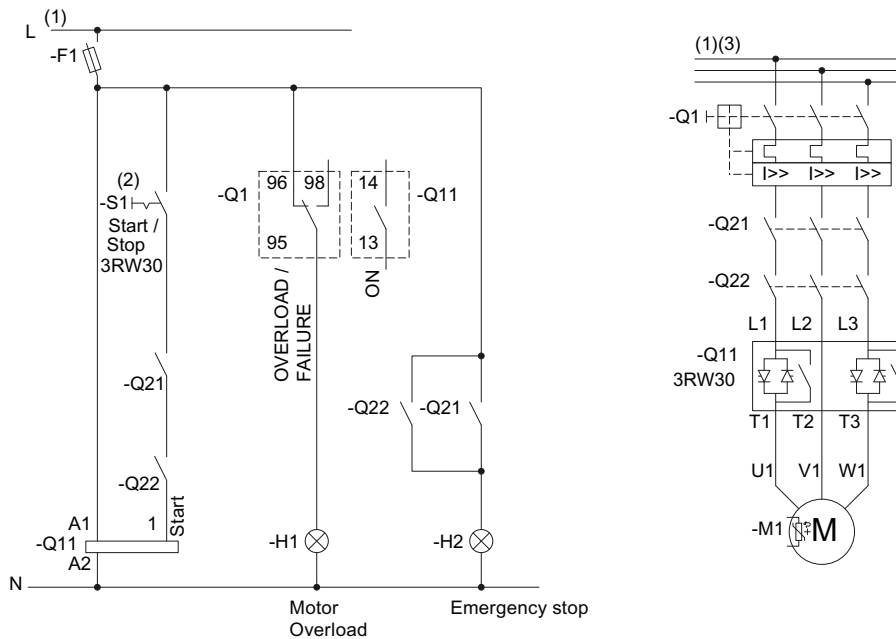 (1)
L
-F1
(2)
-S1
Start /
Stop
3RW30
-Q21
-Q22
A1
1
Start
-Q11
A2
N
-Q1
96
98
95
OVERLOAD /
FAILURE
14
-Q11
13
ON
-Q22
-Q21
-H1
-H2
Motor
Overload
Emergency stop
(1)(3)
-Q1
I>>
I>>
I>>
-Q21
-Q22
L1
L2
L3
-Q11
3RW30
T1
T2
T3
U1
V1
W1
-M1
M